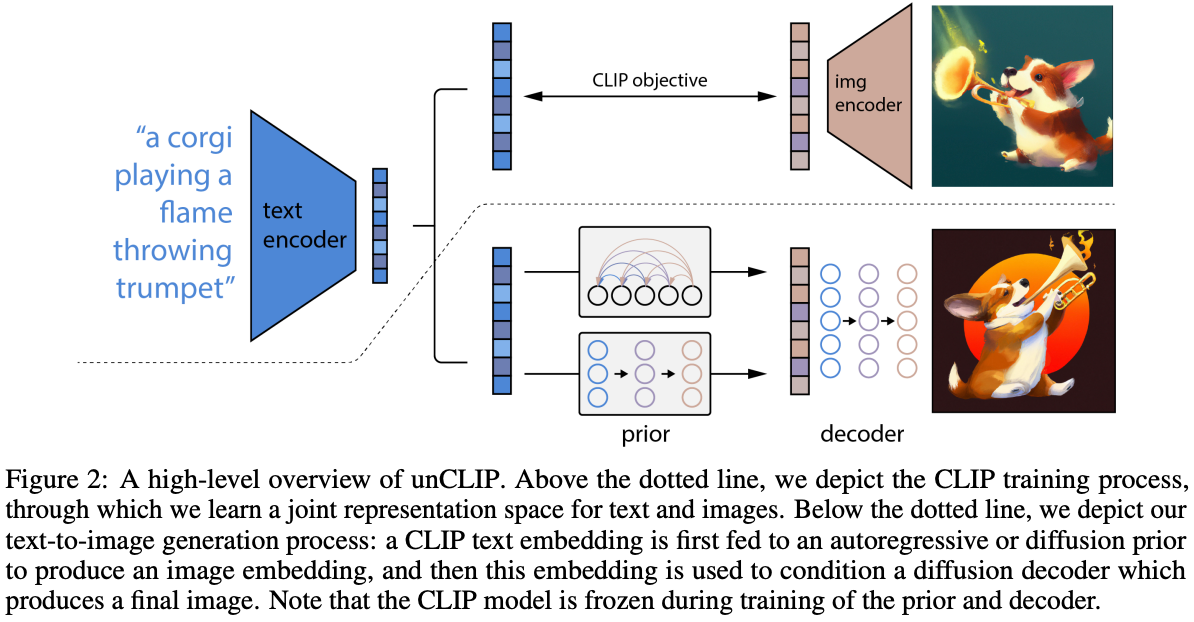 “a corgi
playing a
flame
throwing
trumpet”
text
encoder
CLIP objective
img
encoder
prior
decoder
Figure 2: A high-level overview of unCLIP. Above the dotted line, we depict the CLIP training process,
through which we learn a joint representation space for text and images. Below the dotted line, we depict our
text-to-image generation process: a CLIP text embedding is first fed to an autoregressive or diffusion prior
to produce an image embedding, and then this embedding is used to condition a diffusion decoder which
produces a final image. Note that the CLIP model is frozen during training of the prior and decoder.